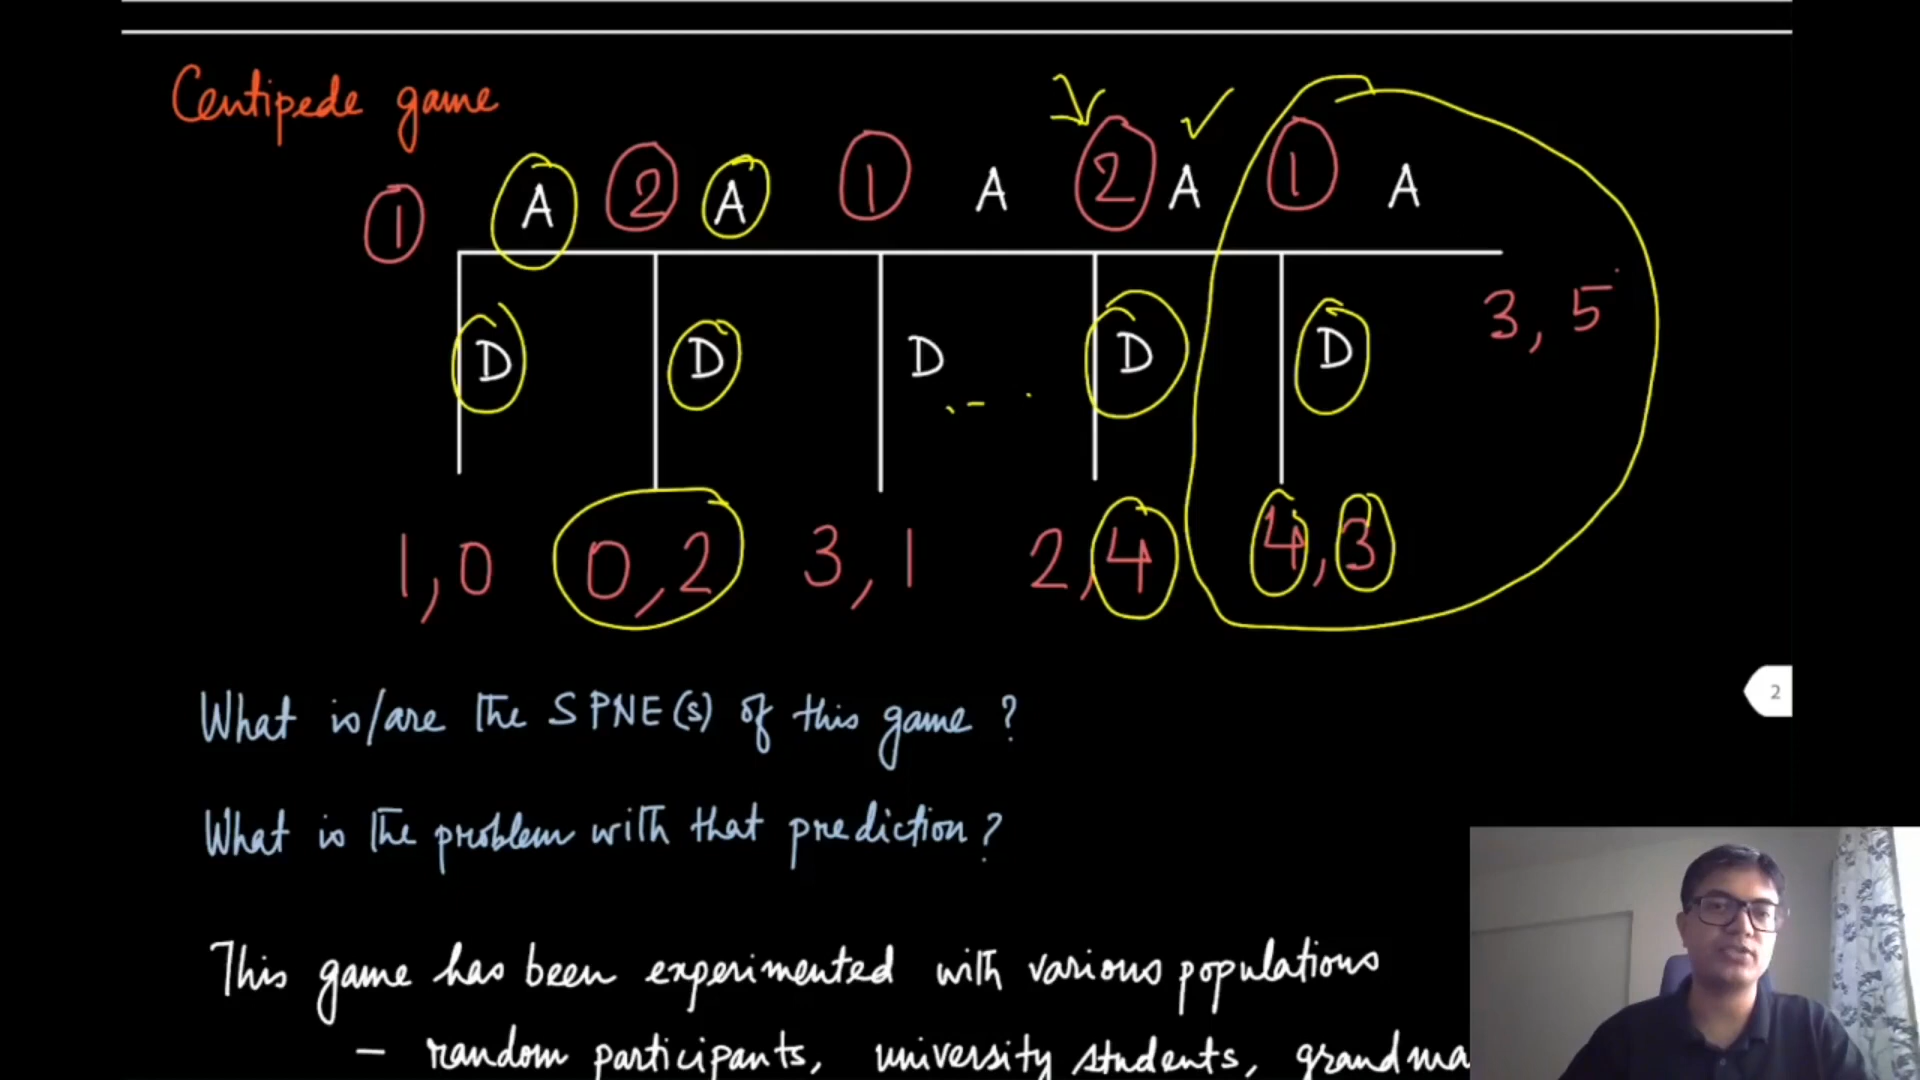 Centipede game
1 A 2 A 1 A 2 A 1 A
D D D D D 3, 5
1, 0 0, 2 3, 1 2, 4 4, 3
What is/are the SPNE(s) of this game ?
2
What is the problem with that prediction ?
This game has been experimented with various populations
- random participants, university students, grandma